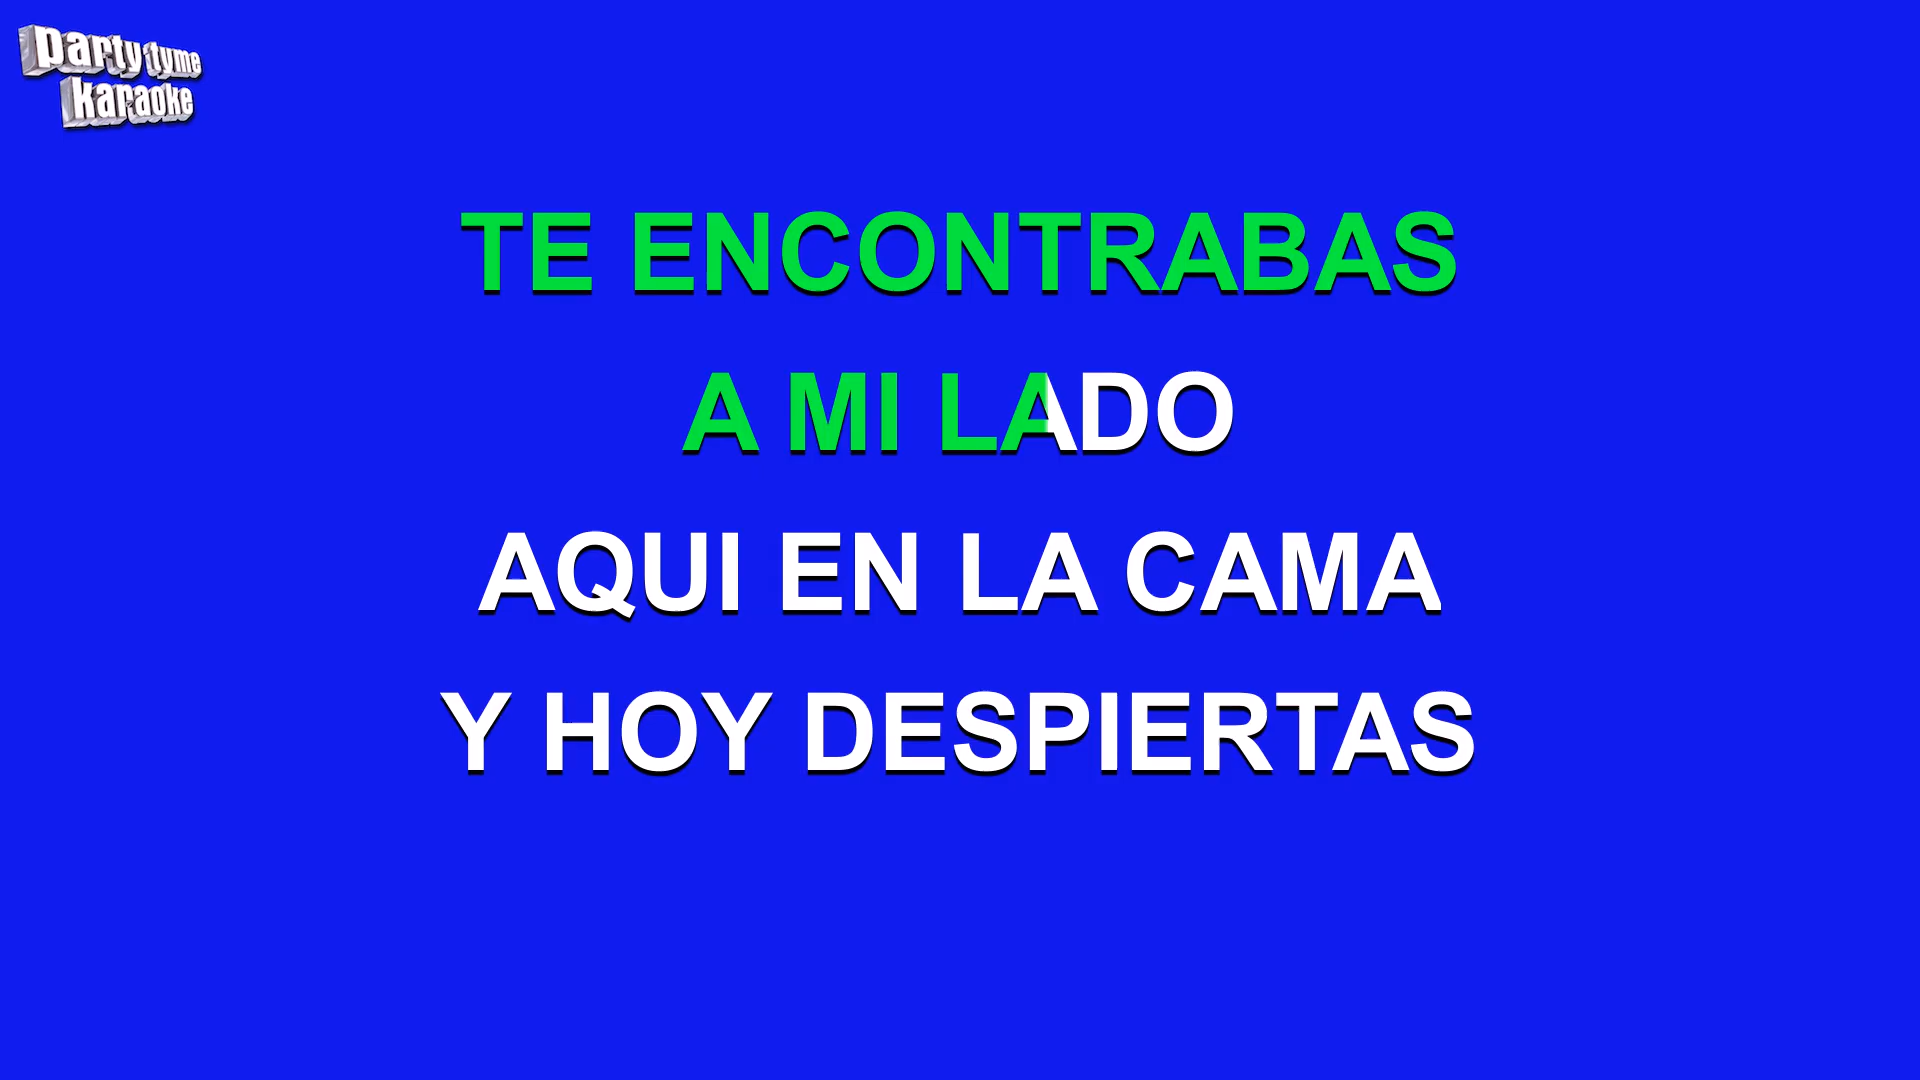 party tyme
karaoke
TE ENCONTRABAS
A MI LADO
AQUI EN LA CAMA
Y HOY DESPIERTAS